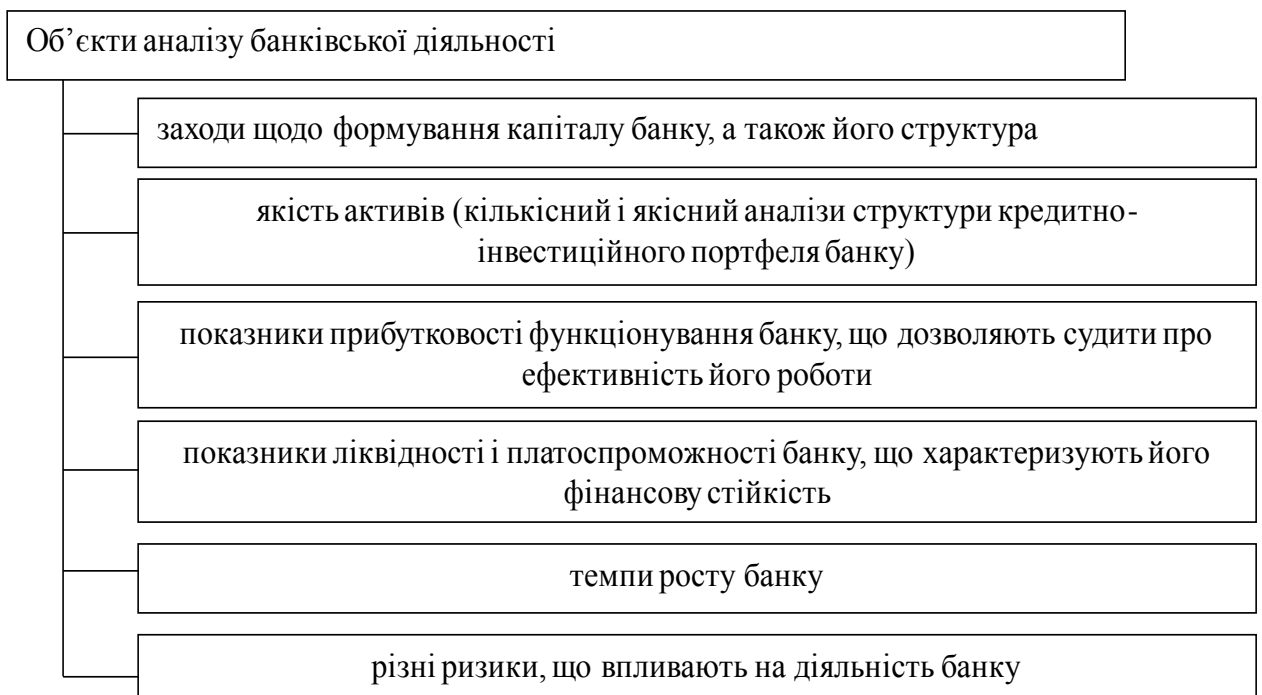 Об’єкти аналізу банківської діяльності
заходи щодо формування капіталу банку, а також його структура
якість активів (кількісний і якісний аналізи структури кредитно-
інвестиційного портфеля банку)
показники прибутковості функціонування банку, що дозволяють судити про
ефективність його роботи
показники ліквідності і платоспроможності банку, що характеризують його
фінансову стійкість
темпи росту банку
різні ризики, що впливають на діяльність банку